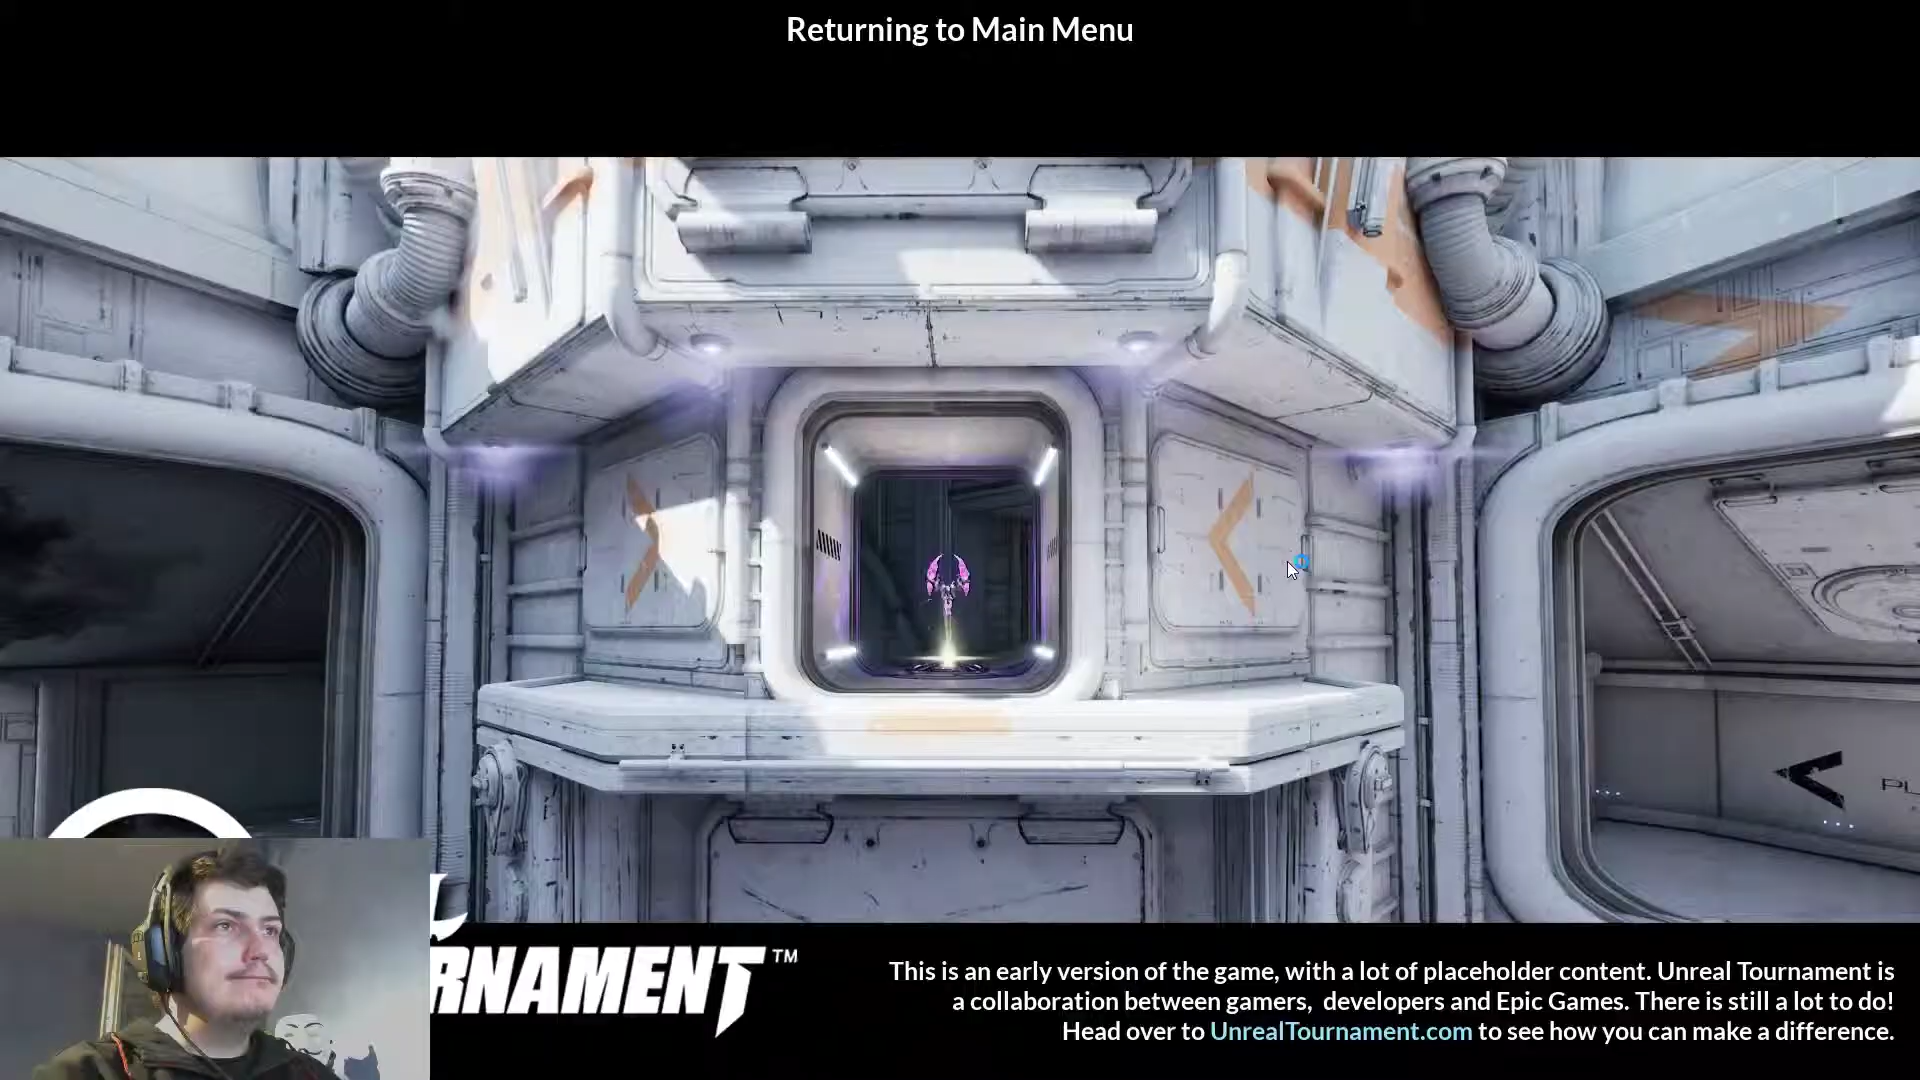 Returning to Main Menu
RNAMENT™
This is an early version of the game, with a lot of placeholder content. Unreal Tournament is
a collaboration between gamers,  developers and Epic Games. There is still a lot to do!
Head over to UnrealTournament.com to see how you can make a difference.